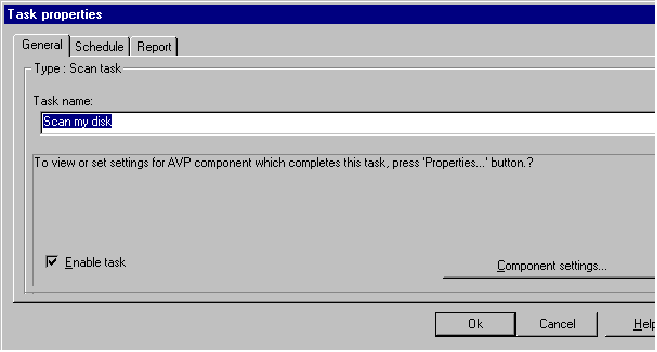 Task properties
General Schedule Report
Type : Scan task
Task name:
Scan my disk
To view or set settings for AVP component which completes this task, press 'Properties...' button.?
Enable task
Component settings...
Ok Cancel Help